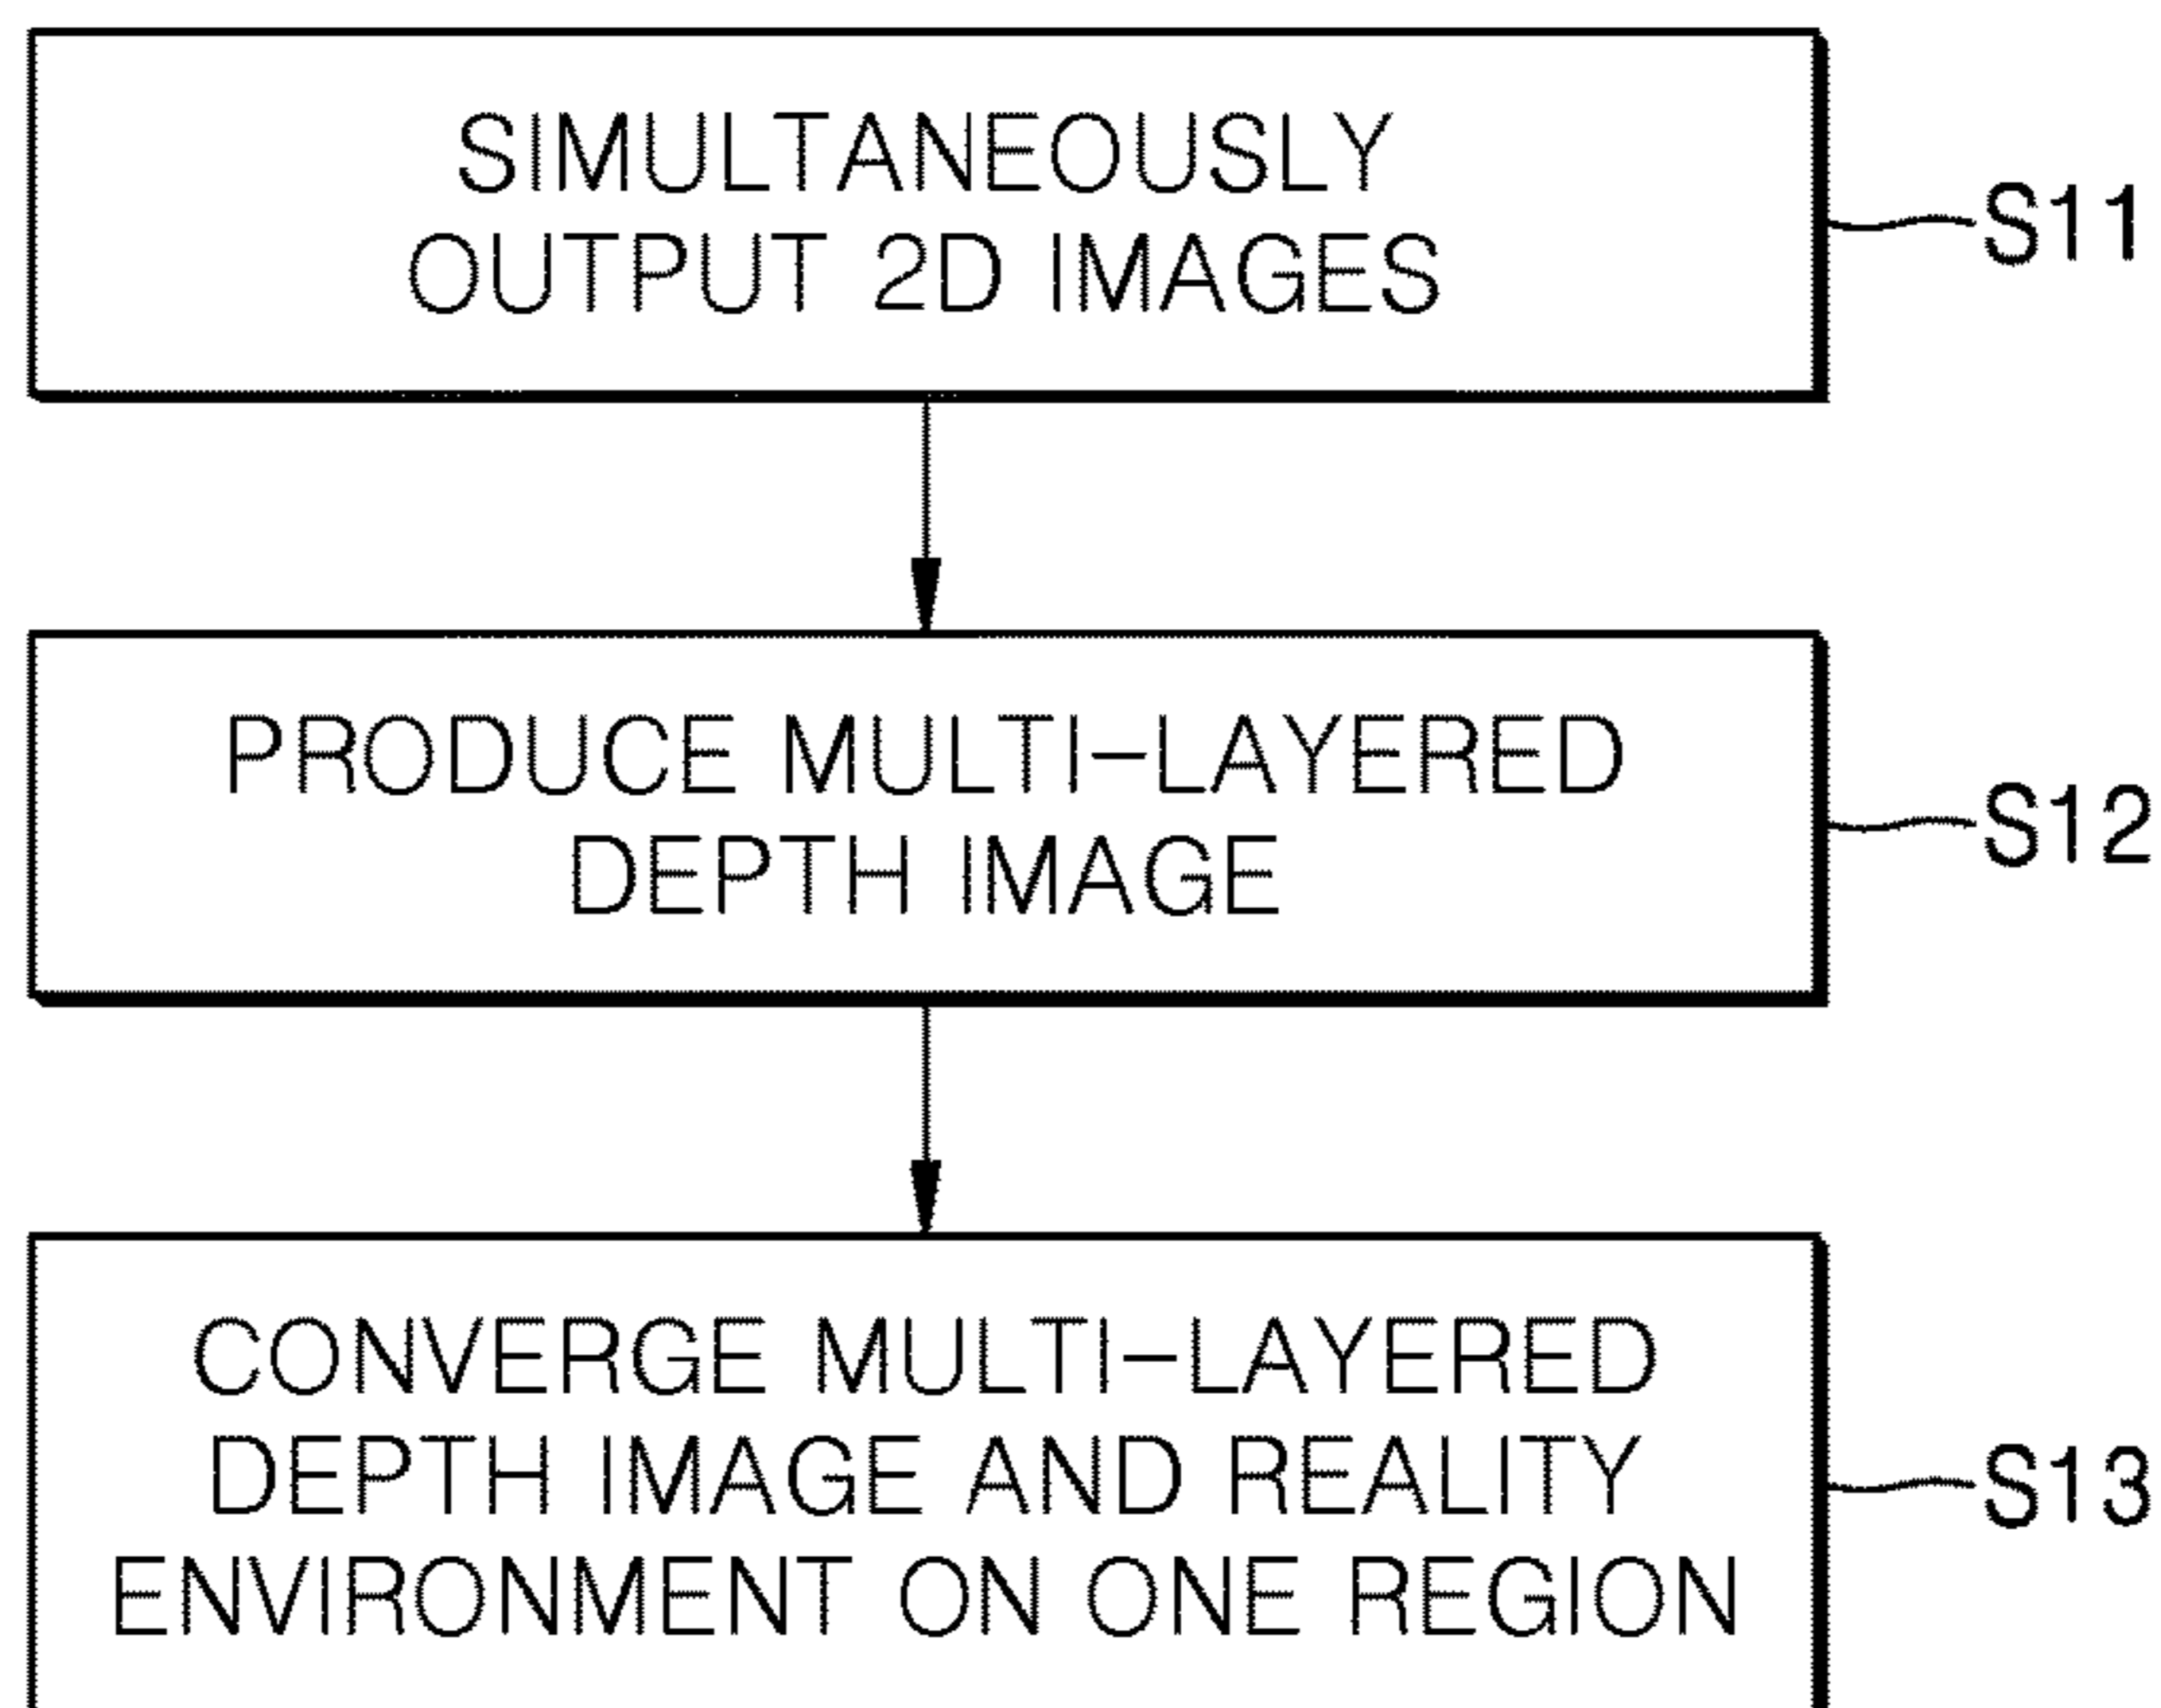 SIMULTANEOUSLY
OUTPUT 2D IMAGES
S11
PRODUCE MULTI-LAYERED
DEPTH IMAGE
S12
CONVERGE MULTI-LAYERED
DEPTH IMAGE AND REALITY
ENVIRONMENT ON ONE REGION
S13